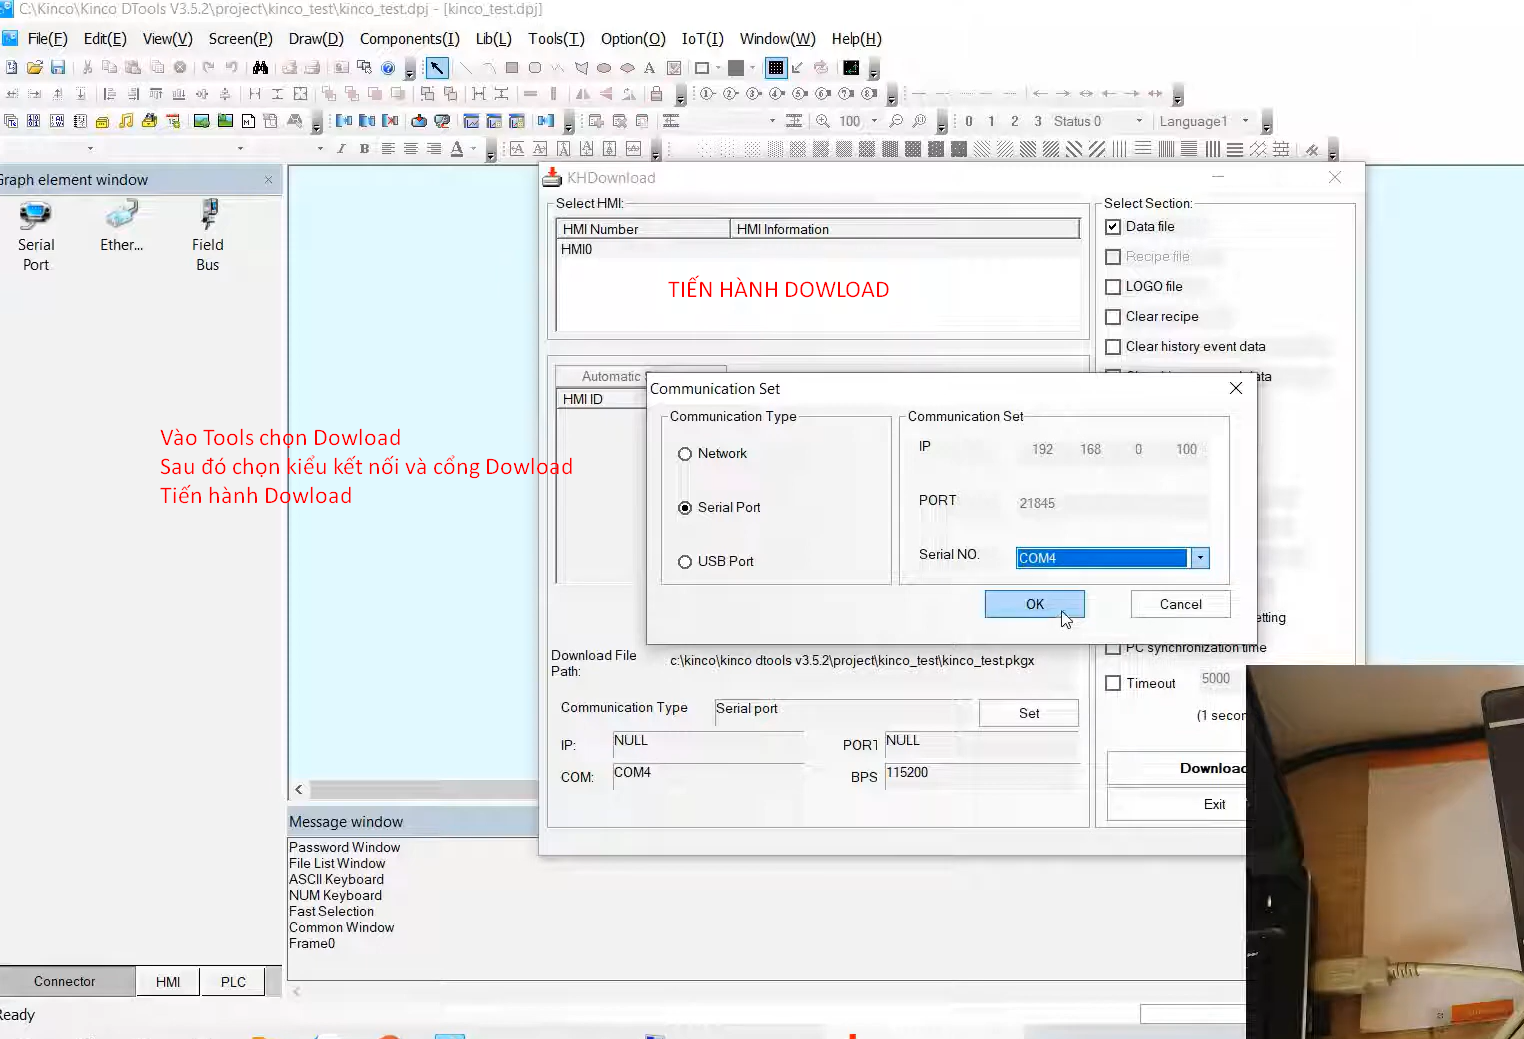 C:\Kinco\Kinco DTools V3.5.2\project\kinco_test\kinco_test.dpj - [kinco_test.dpj]
File(F) Edit(E) View(V) Screen(P) Draw(D) Components(I) Lib(L) Tools(T) Option(O) IoT(I) Window(W) Help(H)
100 0 1 2 3 Status 0 Language1
Graph element window
Serial Port
Ether...
Field Bus
KHDownload
Select HMI:
HMI Number HMI Information
HMI0
TIẾN HÀNH DOWLOAD
Select Section:
Data file
Recipe file
LOGO file
Clear recipe
Clear history event data
Automatic
HMI ID
Vào Tools chọn Dowload
Sau đó chọn kiểu kết nối và cổng Dowload
Tiến hành Dowload
Communication Set
Communication Type
Network
Serial Port
USB Port
Communication Set
IP 192 168 0 100
PORT 21845
Serial NO. COM4
OK Cancel
PC synchronization time
Timeout 5000
(1 secon
Download File Path: c:\kinco\kinco dtools v3.5.2\project\kinco_test\kinco_test.pkgx
Communication Type Serial port Set
IP: NULL PORT NULL
COM: COM4 BPS 115200
Download
Exit
Message window
Password Window
File List Window
ASCII Keyboard
NUM Keyboard
Fast Selection
Common Window
Frame0
Connector HMI PLC
Ready